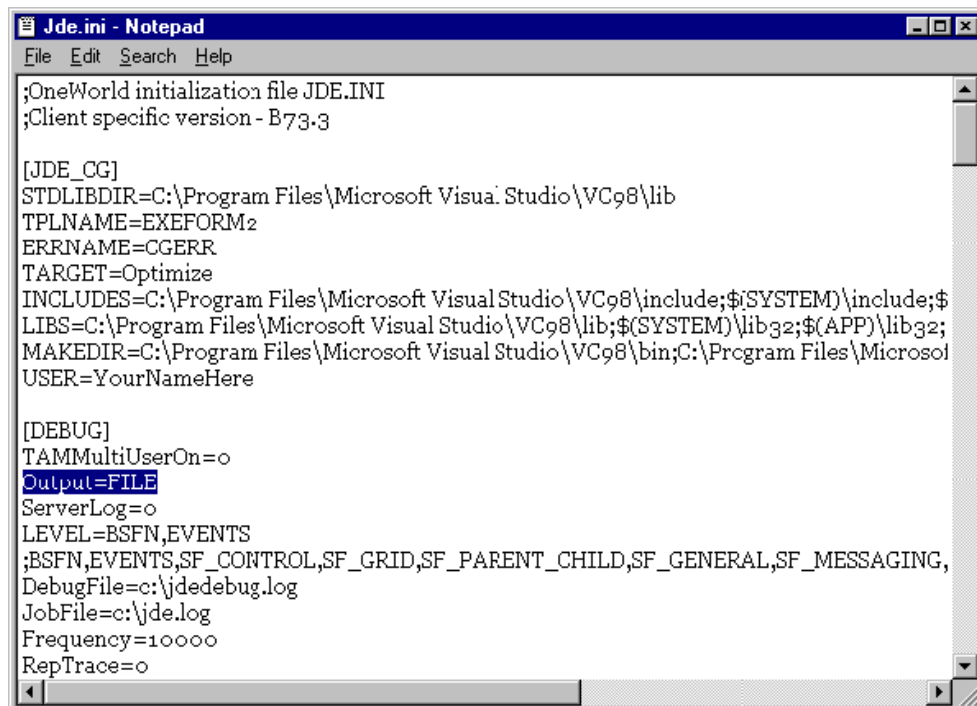 Jde.ini - Notepad
File Edit Search Help
;OneWorld initialization file JDE.INI
;Client specific version - B73.3
[JDE_CG]
STDLIBDIR=C:\Program Files\Microsoft Visual Studio\VC98\lib
TPLNAME=EXEFORM2
ERRNAME=CGERR
TARGET=Optimize
INCLUDES=C:\Program Files\Microsoft Visual Studio\VC98\include;$(SYSTEM)\include;$
LIBS=C:\Program Files\Microsoft Visual Studio\VC98\lib;$(SYSTEM)\lib32;$(APP)\lib32;
MAKEDIR=C:\Program Files\Microsoft Visual Studio\VC98\bin;C:\Program Files\Microsof
USER=YourNameHere
[DEBUG]
TAMMultiUserOn=0
Output=FILE
ServerLog=0
LEVEL=BSFN,EVENTS
;BSFN,EVENTS,SF_CONTROL,SF_GRID,SF_PARENT_CHILD,SF_GENERAL,SF_MESSAGING,
DebugFile=c:\jdedebug.log
JobFile=c:\jde.log
Frequency=10000
RepTrace=0